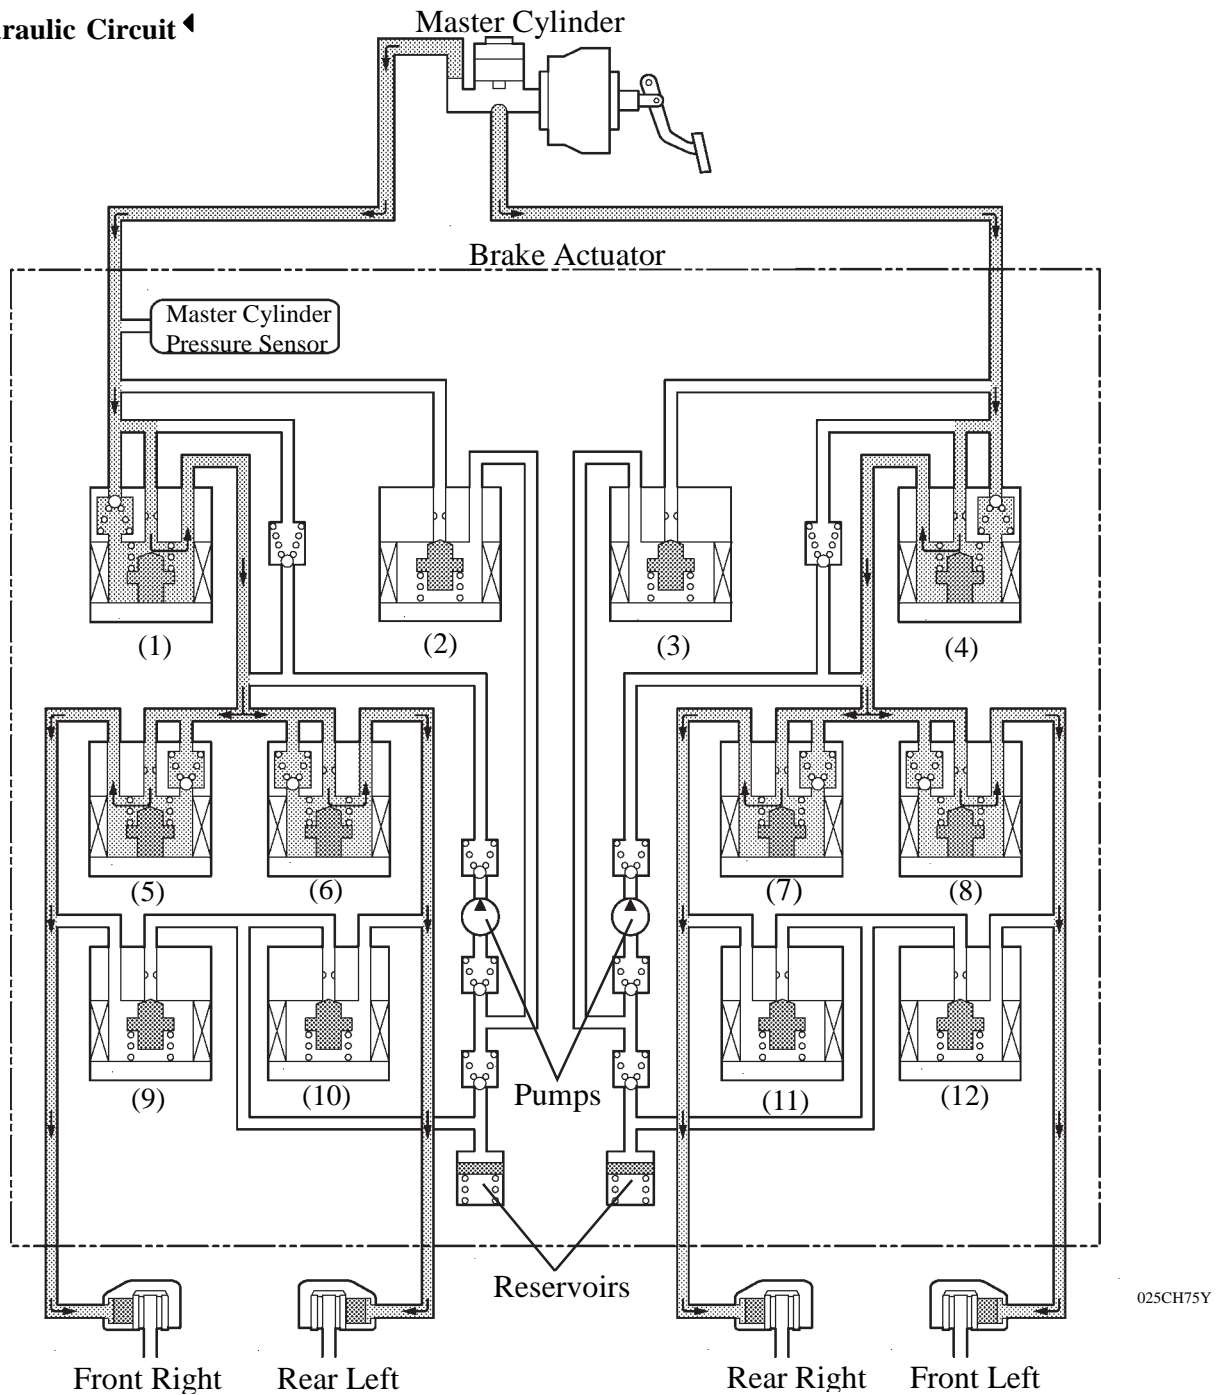 raulic Circuit
Master Cylinder
Brake Actuator
Master Cylinder
Pressure Sensor
(1)
(2)
(3)
(4)
(5)
(6)
(7)
(8)
(9)
(10)
Pumps
(11)
(12)
Reservoirs
025CH75Y
Front Right
Rear Left
Rear Right
Front Left